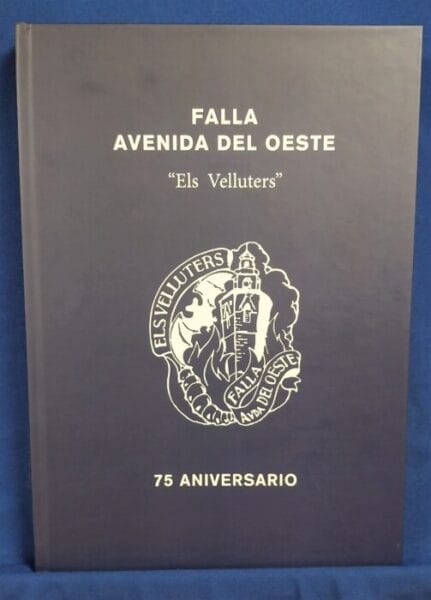 FALLA
AVENIDA DEL OESTE
“Els Velluters”
ELS VELLUTERS
FALLA
AVDA DEL OESTE
75 ANIVERSARIO